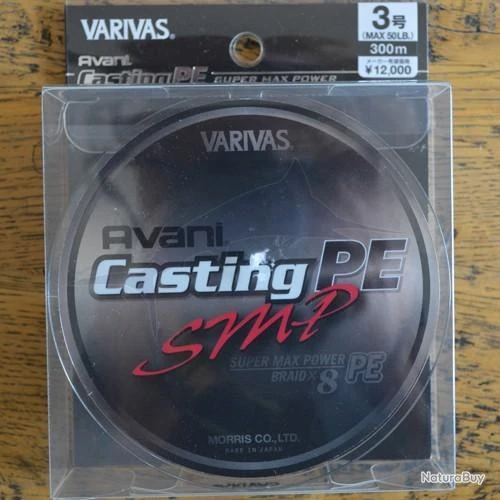 VARIVAS
3号
(MAX 50LB.)
300m
メーカー希望価格
¥12,000
Avani
Casting PE SUPER MAX POWER
VARIVAS
Avani
Casting PE
SMP
SUPER MAX POWER
BRAID×8 PE
MORRIS CO., LTD.
MADE IN JAPAN
NaturaBuy